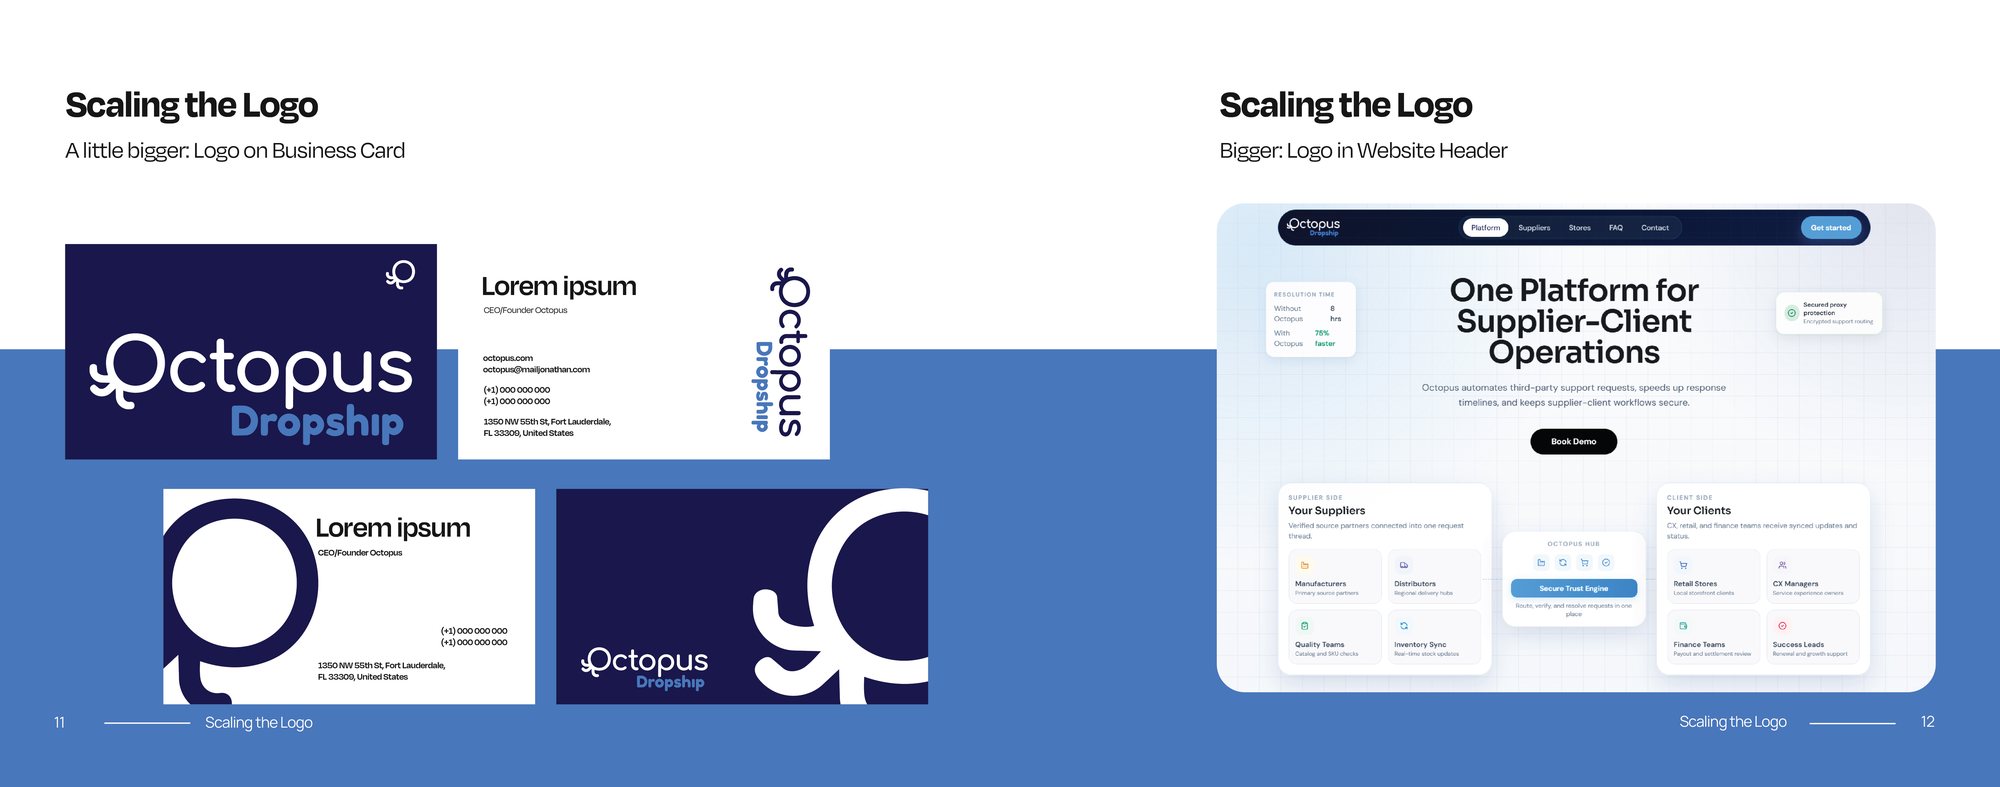 Scaling the Logo
A little bigger: Logo on Business Card
Octopus
Dropship
Lorem ipsum
CEO/Founder Octopus
octopus.com
octopus@mailjonathan.com
(+1) 000 000 000
(+1) 000 000 000
1350 NW 55th St, Fort Lauderdale,
FL 33309, United States
Octopus
Dropship
Lorem ipsum
CEO/Founder Octopus
(+1) 000 000 000
(+1) 000 000 000
1350 NW 55th St, Fort Lauderdale,
FL 33309, United States
Octopus
Dropship
11
Scaling the Logo
Scaling the Logo
Bigger: Logo in Website Header
Octopus
Dropship
Platform
Suppliers
Stores
FAQ
Contact
Get started
RESOLUTION TIME
Without 8
Octopus hrs
With 75%
Octopus faster
Secured proxy
protection
Encrypted support routing
One Platform for
Supplier-Client
Operations
Octopus automates third-party support requests, speeds up response
timelines, and keeps supplier-client workflows secure.
Book Demo
SUPPLIER SIDE
Your Suppliers
Verified source partners connected into one request
thread.
Manufacturers
Primary source partners
Distributors
Regional delivery hubs
Quality Teams
Catalog and SKU checks
Inventory Sync
Real-time stock updates
OCTOPUS HUB
Secure Trust Engine
Route, verify, and resolve requests in one
place
CLIENT SIDE
Your Clients
CX, retail, and finance teams receive synced updates and
status.
Retail Stores
Local storefront clients
CX Managers
Service experience owners
Finance Teams
Payout and settlement review
Success Leads
Renewal and growth support
Scaling the Logo
12